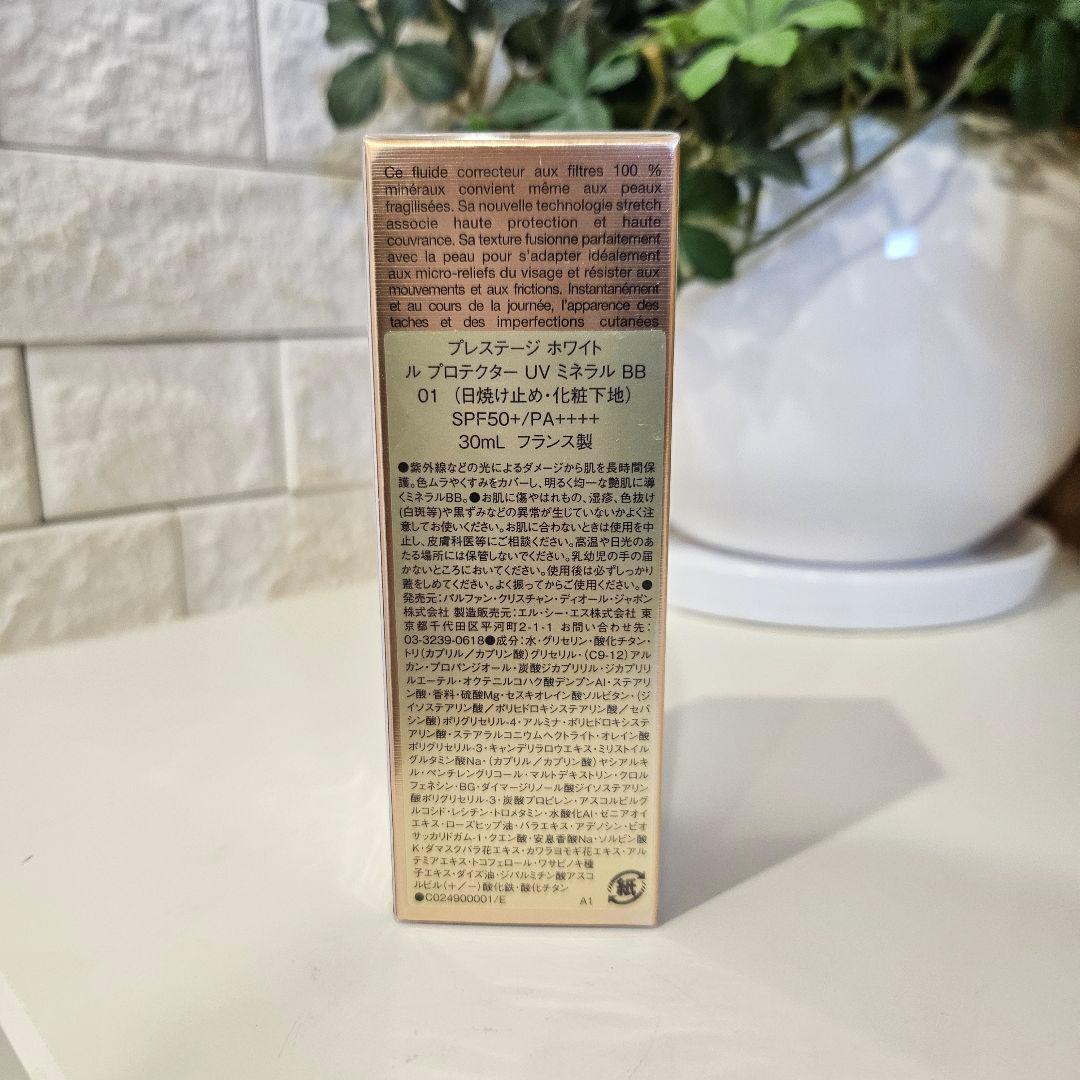 Ce fluide correcteur aux filtres 100 %
minéraux convient même aux peaux
fragilisées. Sa nouvelle technologie stretch
associe haute protection et haute
couvrance. Sa texture fusionne parfaitement
avec la peau pour s'adapter idéalement
aux micro-reliefs du visage et résister aux
mouvements et aux frictions. Instantanément
et au cours de la journée, l'apparence des
taches et des imperfections cutanées
プレステージ ホワイト
ル プロテクター UV ミネラル BB
01 （日焼け止め・化粧下地）
SPF50+/PA++++
30mL フランス製
●紫外線などの光によるダメージから肌を長時間保
護。色ムラやくすみをカバーし、明るく均一な艶肌に導
くミネラルBB。●お肌に傷やはれもの、湿疹、色抜け
(白斑等)や黒ずみなどの異常が生じていないかよく注
意してお使いください。お肌に合わないときは使用を中
止し、皮膚科医等にご相談ください。高温や日光のあ
たる場所には保管しないでください。乳幼児の手の届
かないところにおいてください。使用後は必ずしっかり
蓋をしめてください。よく振ってからご使用ください。●
発売元：パルファン・クリスチャン・ディオール・ジャポン
株式会社 製造販売元：エル・シー・エス株式会社 東
京都千代田区平河町2-1-1 お問い合わせ先：
03-3239-0618●成分：水・グリセリン・酸化チタン・
トリ（カプリル／カプリン酸）グリセリル・（C9-12）アル
カン・プロパンジオール・炭酸ジカプリリル・ジカプリリ
ルエーテル・オクテニルコハク酸デンプンAl・ステアリ
ン酸・香料・硫酸Mg・セスキオレイン酸ソルビタン・（ジ
イソステアリン酸／ポリヒドロキシステアリン酸／セバ
シン酸）ポリグリセリル-4・アルミナ・ポリヒドロキシステ
アリン酸・ステアラルコニウムヘクトライト・オレイン酸
ポリグリセリル-3・キャンデリラロウエキス・ミリストイル
グルタミン酸Na・（カプリル／カプリン酸）ヤシアルキ
ル・ペンチレングリコール・マルトデキストリン・クロル
フェネシン・BG・ダイマージリノール酸ジイソステアリン
酸ポリグリセリル-3・炭酸プロピレン・アスコルビルグ
ルコシド・レシチン・トロメタミン・水酸化Al・ゼニアオイ
エキス・ローズヒップ油・バラエキス・アデノシン・ビオ
サッカリドガム-1・クエン酸・安息香酸Na・ソルビン酸
K・ダマスクバラ花エキス・カワラヨモギ花エキス・アル
テミアエキス・トコフェロール・ワサビノキ種
子エキス・ダイズ油・ジパルミチン酸アスコ
ルビル（＋／－）酸化鉄・酸化チタン
●C024900001/E A1
紙